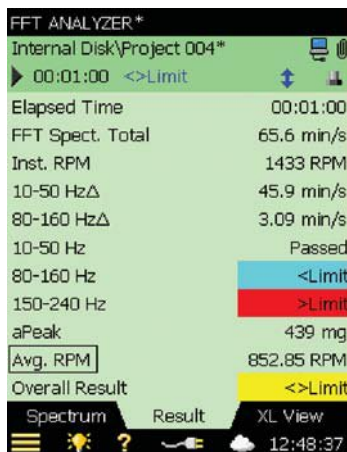 FFT ANALYZER*
Internal Disk\Project 004*
00:01:00 <>Limit
Elapsed Time 00:01:00
FFT Spect. Total 65.6 min/s
Inst. RPM 1433 RPM
10-50 HzΔ 45.9 min/s
80-160 HzΔ 3.09 min/s
10-50 Hz Passed
80-160 Hz <Limit
150-240 Hz >Limit
aPeak 439 mg
Avg. RPM 852.85 RPM
Overall Result <>Limit
Spectrum Result XL View
? 12:48:37